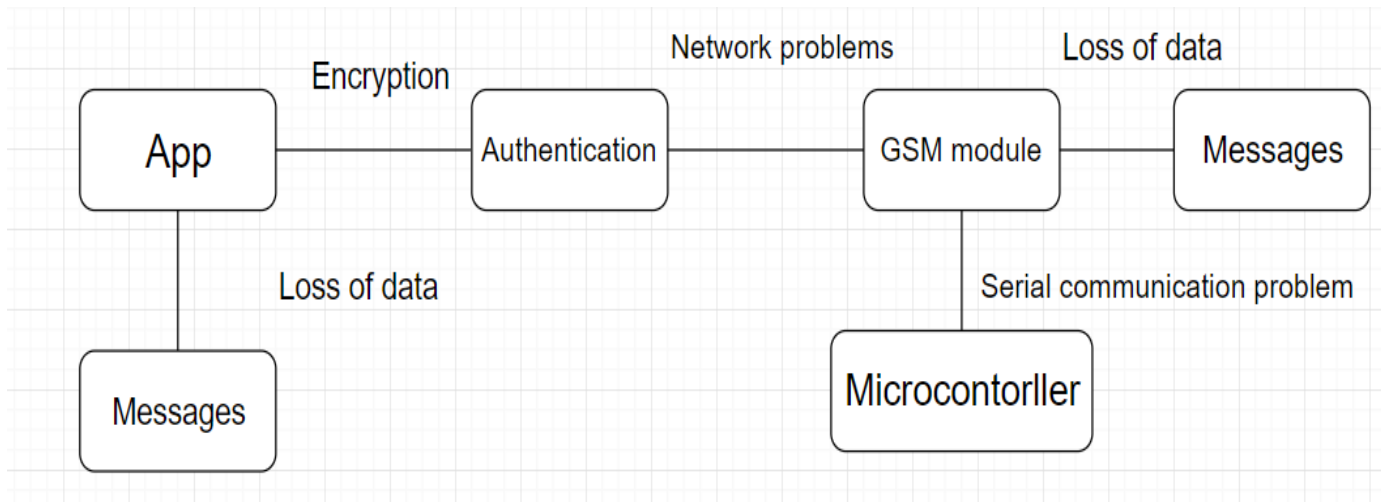 Network problems
Loss of data
Encryption
App
Authentication
GSM module
Messages
Loss of data
Serial communication problem
Messages
Microcontorller